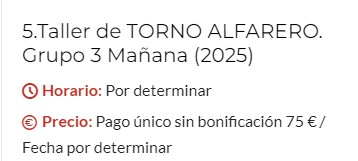 5.Taller de TORNO ALFARERO.
Grupo 3 Mañana (2025)
Horario: Por determinar
Precio: Pago único sin bonificación 75 € /
Fecha por determinar